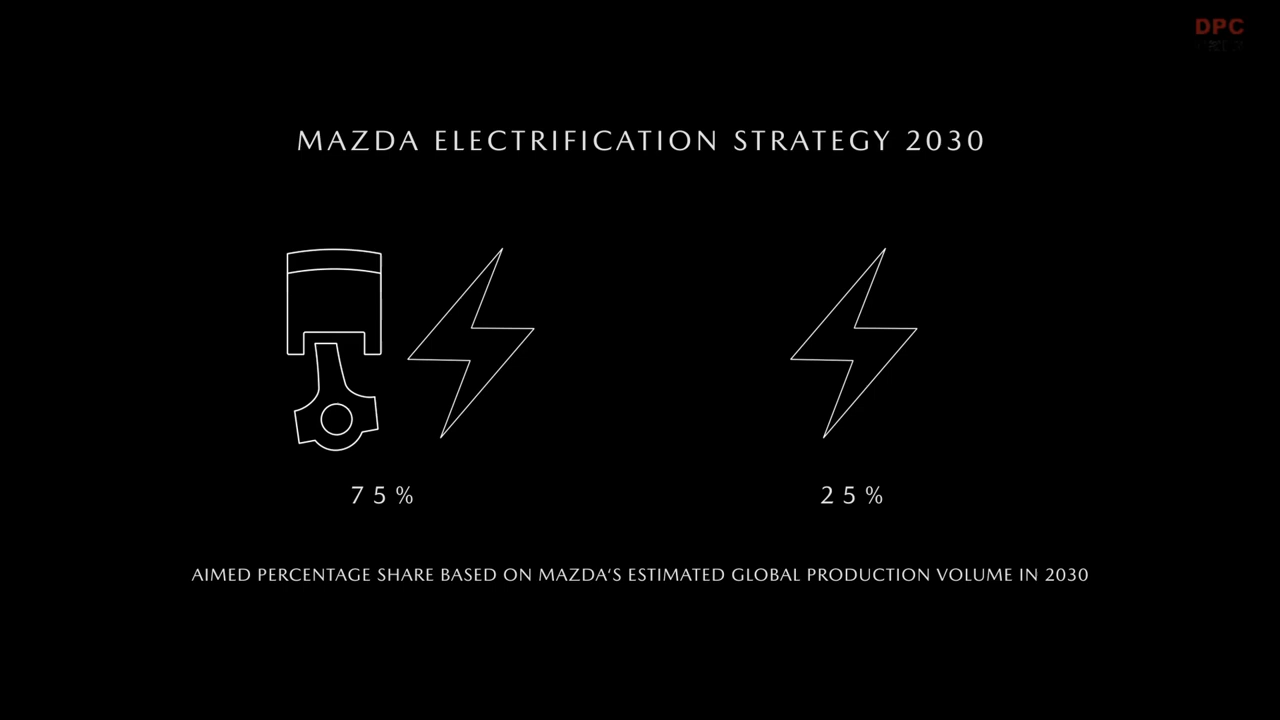 DPC
MAZDA ELECTRIFICATION STRATEGY 2030
75% 25%
AIMED PERCENTAGE SHARE BASED ON MAZDA‘S ESTIMATED GLOBAL PRODUCTION VOLUME IN 2030